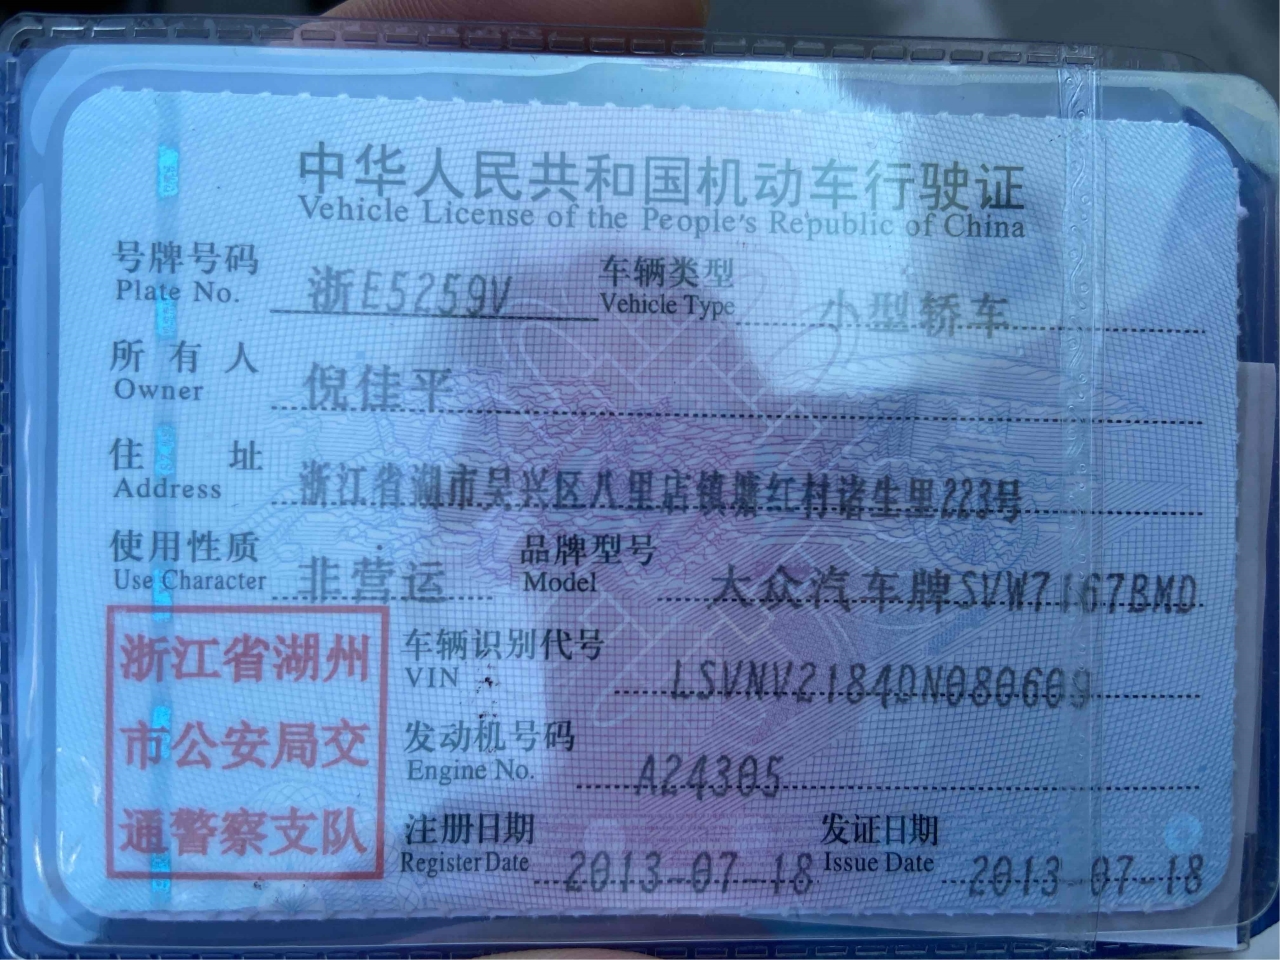 中华人民共和国机动车行驶证
Vehicle License of the People's Republic of China
号牌号码 浙E5259V 车辆类型 小型轿车
Plate No. Vehicle Type
所有人 倪佳平
Owner
住址 浙江省湖市吴兴区八里店镇塘红村诸生里223号
Address
使用性质 非营运 品牌型号 大众汽车牌SVW7167BMD
Use Character Model
浙江省湖州
市公安局交
通警察支队
车辆识别代号 LSVNV2184DN080609
VIN
发动机号码 A24305
Engine No.
注册日期 2013-07-18 发证日期 2013-07-18
Register Date Issue Date